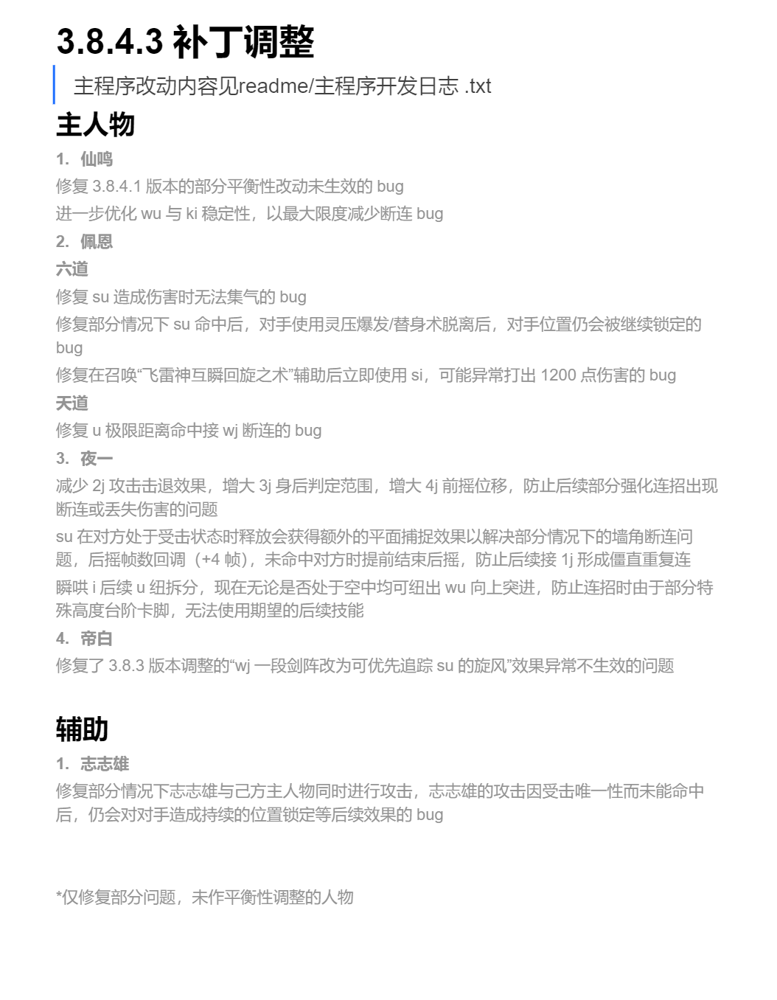 3.8.4.3 补丁调整
主程序改动内容见readme/主程序开发日志 .txt
主人物
1. 仙鸣
修复 3.8.4.1 版本的部分平衡性改动未生效的 bug
进一步优化 wu 与 ki 稳定性，以最大限度减少断连 bug
2. 佩恩
六道
修复 su 造成伤害时无法集气的 bug
修复部分情况下 su 命中后，对手使用灵压爆发/替身术脱离后，对手位置仍会被继续锁定的
bug
修复在召唤“飞雷神互瞬回旋之术”辅助后立即使用 si，可能异常打出 1200 点伤害的 bug
天道
修复 u 极限距离命中接 wj 断连的 bug
3. 夜一
减少 2j 攻击击退效果，增大 3j 身后判定范围，增大 4j 前摇位移，防止后续部分强化连招出现
断连或丢失伤害的问题
su 在对方处于受击状态时释放会获得额外的平面捕捉效果以解决部分情况下的墙角断连问
题，后摇帧数回调（+4 帧），未命中对方时提前结束后摇，防止后续接 1j 形成僵直重复连
瞬哄 i 后续 u 纽拆分，现在无论是否处于空中均可纽出 wu 向上突进，防止连招时由于部分特
殊高度台阶卡脚，无法使用期望的后续技能
4. 帝白
修复了 3.8.3 版本调整的“wj 一段剑阵改为可优先追踪 su 的旋风”效果异常不生效的问题
辅助
1. 志志雄
修复部分情况下志志雄与己方主人物同时进行攻击，志志雄的攻击因受击唯一性而未能命中
后，仍会对对手造成持续的位置锁定等后续效果的 bug
*仅修复部分问题，未作平衡性调整的人物